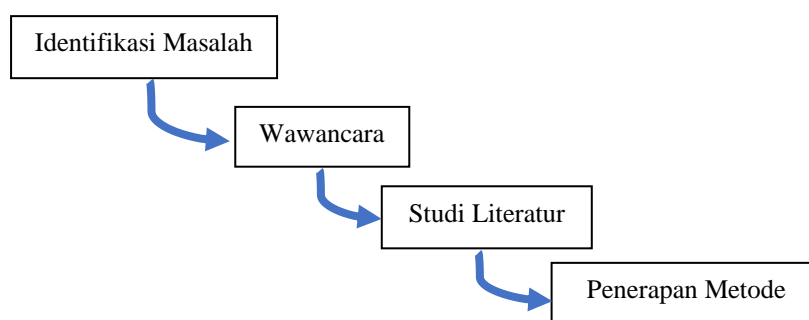 Identifikasi Masalah
Wawancara
Studi Literatur
Penerapan Metode